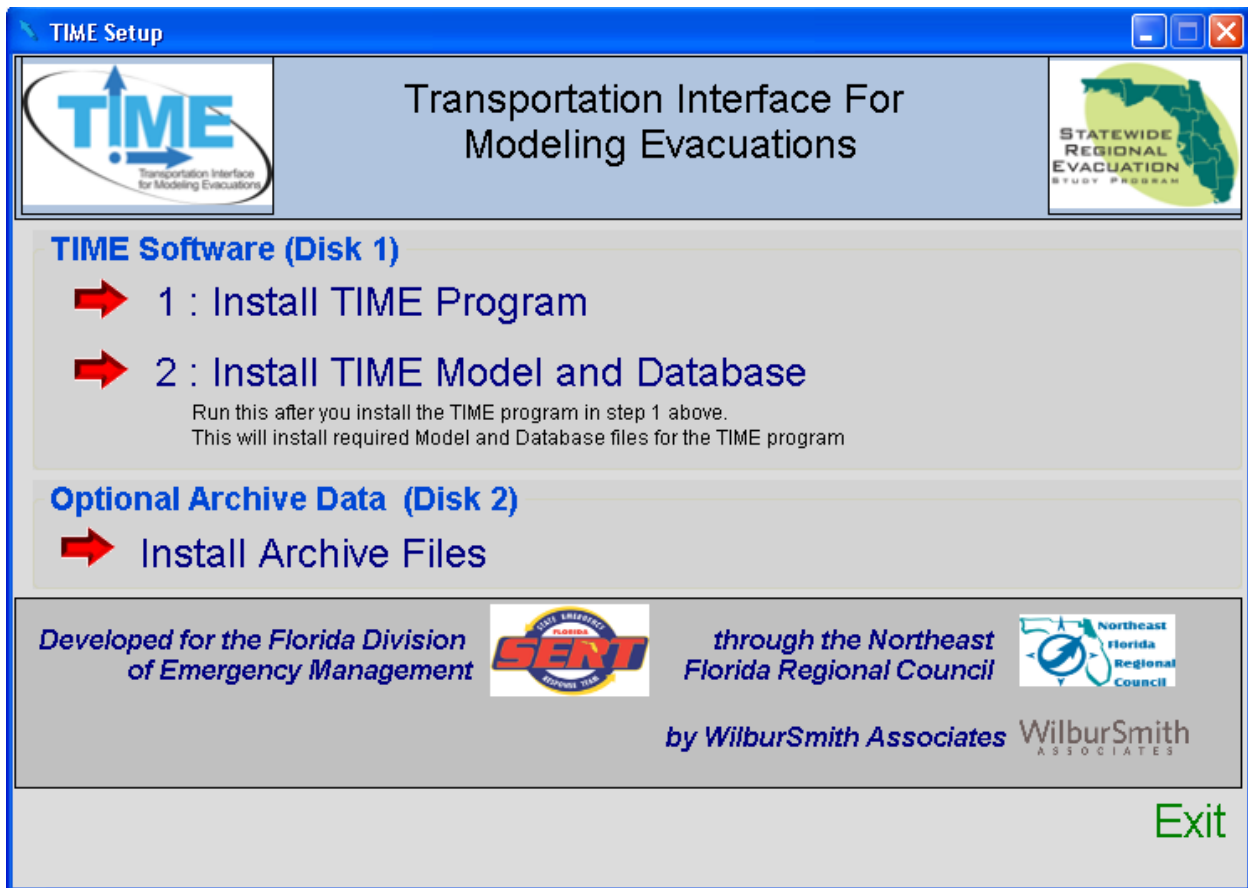 TIME Setup
TIME
Transportation Interface
for Modeling Evacuations
Transportation Interface For
Modeling Evacuations
STATEWIDE
REGIONAL
EVACUATION
STUDY PROGRAM
TIME Software (Disk 1)
1 : Install TIME Program
2 : Install TIME Model and Database
Run this after you install the TIME program in step 1 above.
This will install required Model and Database files for the TIME program
Optional Archive Data (Disk 2)
Install Archive Files
Developed for the Florida Division
of Emergency Management
STATE EMERGENCY
FLORIDA
SERT
RESPONSE TEAM
through the Northeast
Florida Regional Council
Northeast
Florida
Regional
Council
by WilburSmith Associates
WilburSmith
ASSOCIATES
Exit